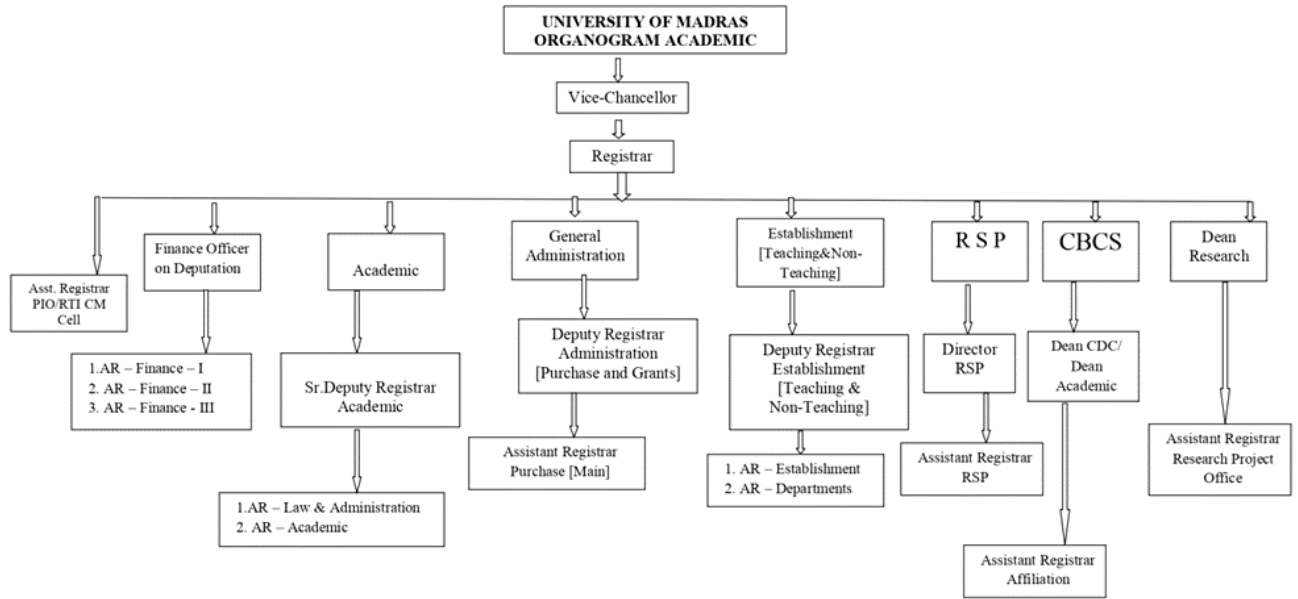 UNIVERSITY OF MADRAS
ORGANOGRAM ACADEMIC
Vice-Chancellor
Registrar
Asst. Registrar
PIO/RTI CM
Cell
Finance Officer
on Deputation
1.AR – Finance – I
2. AR – Finance – II
3. AR – Finance - III
Academic
Sr.Deputy Registrar
Academic
1.AR – Law & Administration
2. AR – Academic
General
Administration
Deputy Registrar
Administration
[Purchase and Grants]
Assistant Registrar
Purchase [Main]
Establishment
[Teaching&Non-
Teaching]
Deputy Registrar
Establishment
[Teaching &
Non-Teaching]
1. AR – Establishment
2. AR – Departments
R S P
Director
RSP
Assistant Registrar
RSP
CBCS
Dean CDC/
Dean
Academic
Assistant Registrar
Affiliation
Dean
Research
Assistant Registrar
Research Project
Office